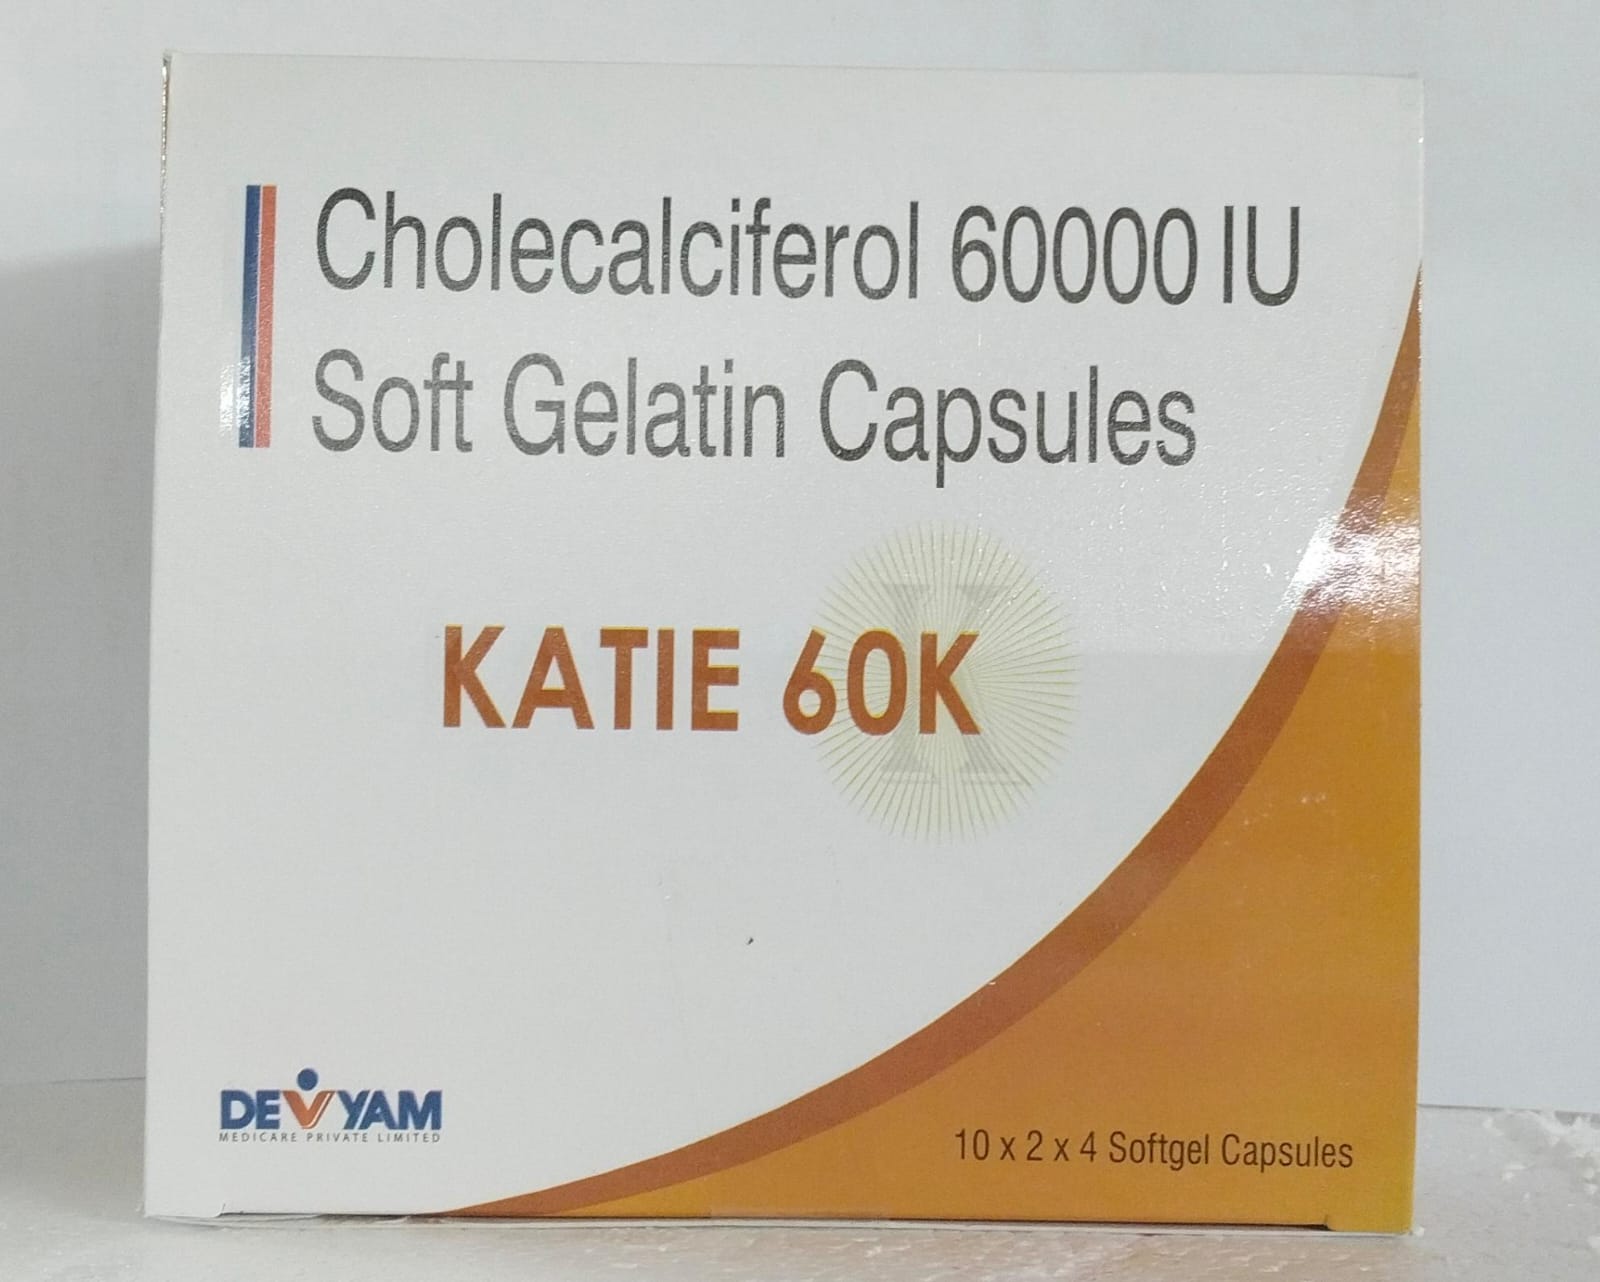 Cholecalciferol 60000 IU
Soft Gelatin Capsules
K
KATIE 60K
DEVYAM
MEDICARE PRIVATE LIMITED
10 x 2 x 4 Softgel Capsules